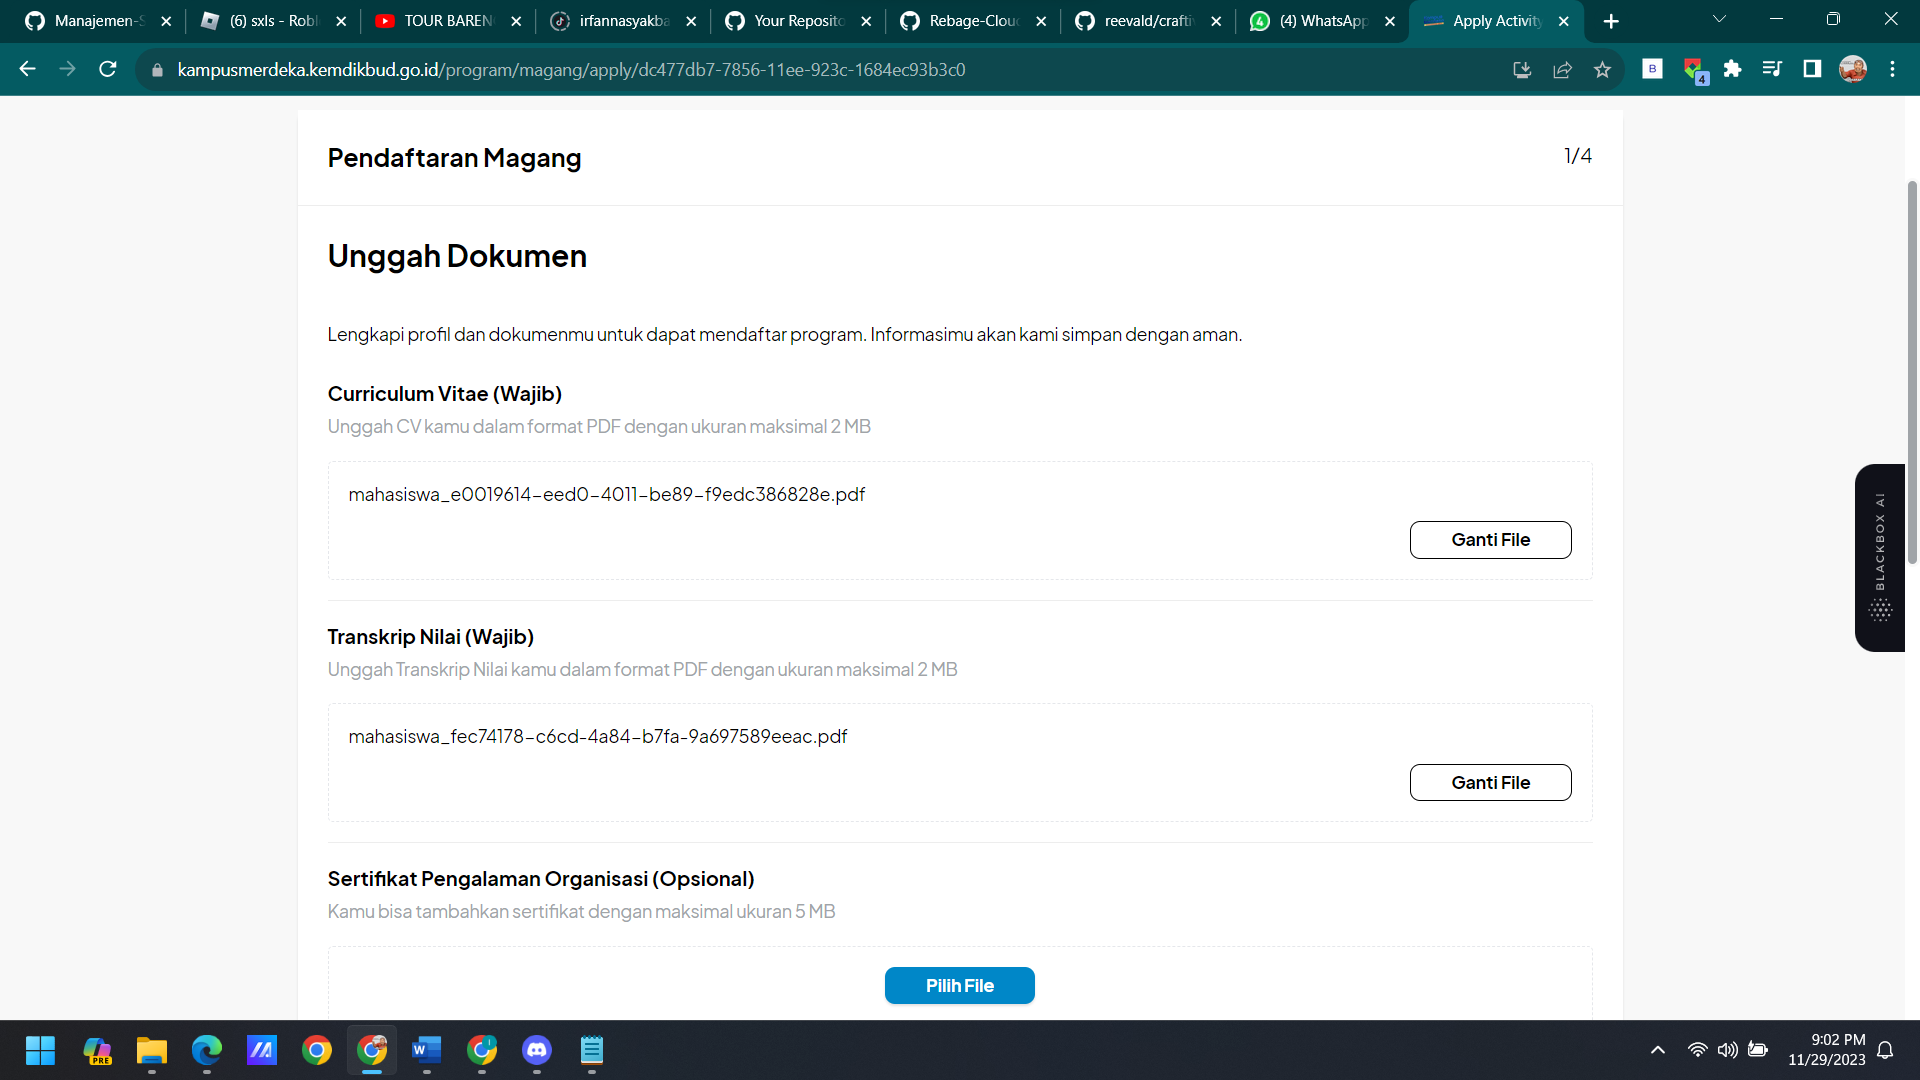 Manajemen-S
(6) sxls - Robl
TOUR BAREN
irfannasyakba
Your Reposito
Rebage-Clou
reevald/crafti
(4) WhatsApp
Apply Activity
kampusmerdeka.kemdikbud.go.id/program/magang/apply/dc477db7-7856-11ee-923c-1684ec93b3c0
B
4
Pendaftaran Magang
1/4
Unggah Dokumen
Lengkapi profil dan dokumenmu untuk dapat mendaftar program. Informasimu akan kami simpan dengan aman.
Curriculum Vitae (Wajib)
Unggah CV kamu dalam format PDF dengan ukuran maksimal 2 MB
mahasiswa_e0019614-eed0-4011-be89-f9edc386828e.pdf
Ganti File
BLACKBOX AI
Transkrip Nilai (Wajib)
Unggah Transkrip Nilai kamu dalam format PDF dengan ukuran maksimal 2 MB
mahasiswa_fec74178-c6cd-4a84-b7fa-9a697589eeac.pdf
Ganti File
Sertifikat Pengalaman Organisasi (Opsional)
Kamu bisa tambahkan sertifikat dengan maksimal ukuran 5 MB
Pilih File
PRE
W
9:02 PM
11/29/2023